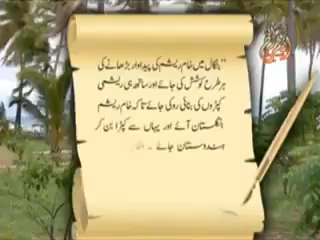 "بنگال میں خام ریشم کی پیداوار بڑھانے کی
ہر طرح کوشش کی جائے اور ساتھ ہی ریشمی
کپڑوں کی بنائی روکی جائے تاکہ خام ریشم
انگلستان آئے اور یہاں سے کپڑا بن کر
ہندوستان جائے ۔